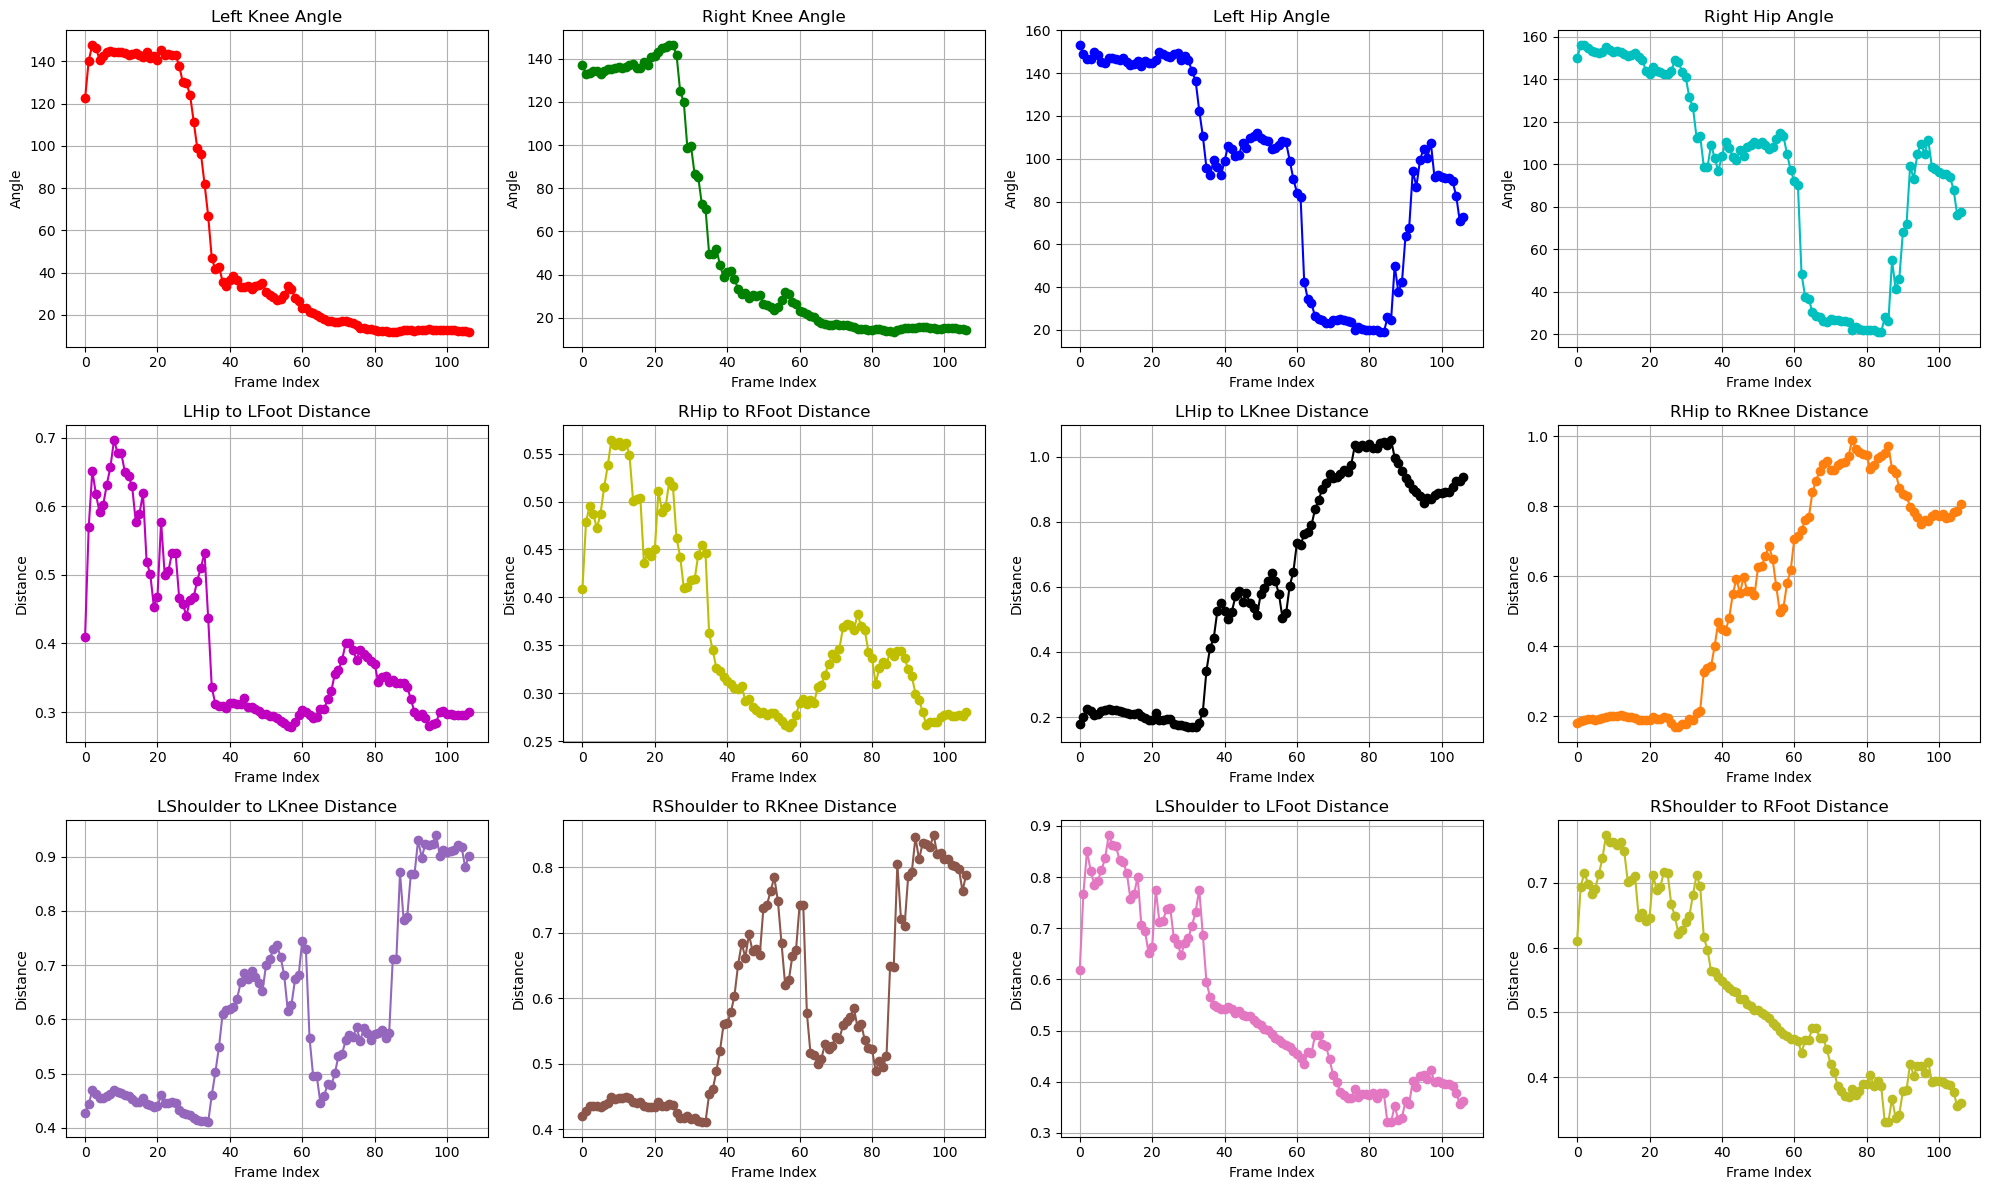 Left Knee Angle
Angle
140
120
100
80
60
40
20
0 20 40 60 80 100
Frame Index
Right Knee Angle
Angle
140
120
100
80
60
40
20
0 20 40 60 80 100
Frame Index
Left Hip Angle
Angle
160
140
120
100
80
60
40
20
0 20 40 60 80 100
Frame Index
Right Hip Angle
Angle
160
140
120
100
80
60
40
20
0 20 40 60 80 100
Frame Index
LHip to LFoot Distance
Distance
0.7
0.6
0.5
0.4
0.3
0 20 40 60 80 100
Frame Index
RHip to RFoot Distance
Distance
0.55
0.50
0.45
0.40
0.35
0.30
0.25
0 20 40 60 80 100
Frame Index
LHip to LKnee Distance
Distance
1.0
0.8
0.6
0.4
0.2
0 20 40 60 80 100
Frame Index
RHip to RKnee Distance
Distance
1.0
0.8
0.6
0.4
0.2
0 20 40 60 80 100
Frame Index
LShoulder to LKnee Distance
Distance
0.9
0.8
0.7
0.6
0.5
0.4
0 20 40 60 80 100
Frame Index
RShoulder to RKnee Distance
Distance
0.8
0.7
0.6
0.5
0.4
0 20 40 60 80 100
Frame Index
LShoulder to LFoot Distance
Distance
0.9
0.8
0.7
0.6
0.5
0.4
0.3
0 20 40 60 80 100
Frame Index
RShoulder to RFoot Distance
Distance
0.7
0.6
0.5
0.4
0 20 40 60 80 100
Frame Index